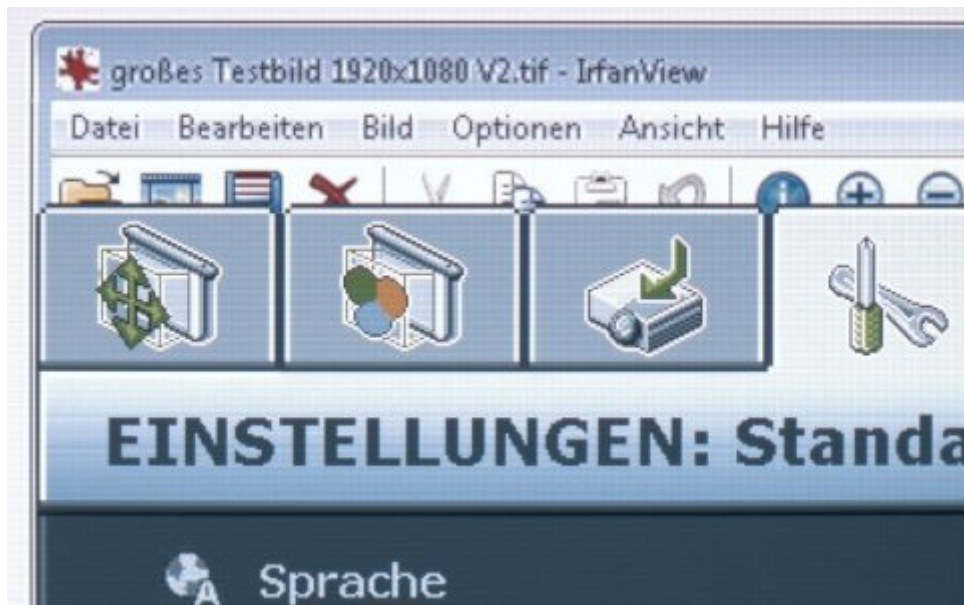 großes Testbild 1920x1080 V2.tif - IrfanView
Datei Bearbeiten Bild Optionen Ansicht Hilfe
EINSTELLUNGEN: Standa
A Sprache